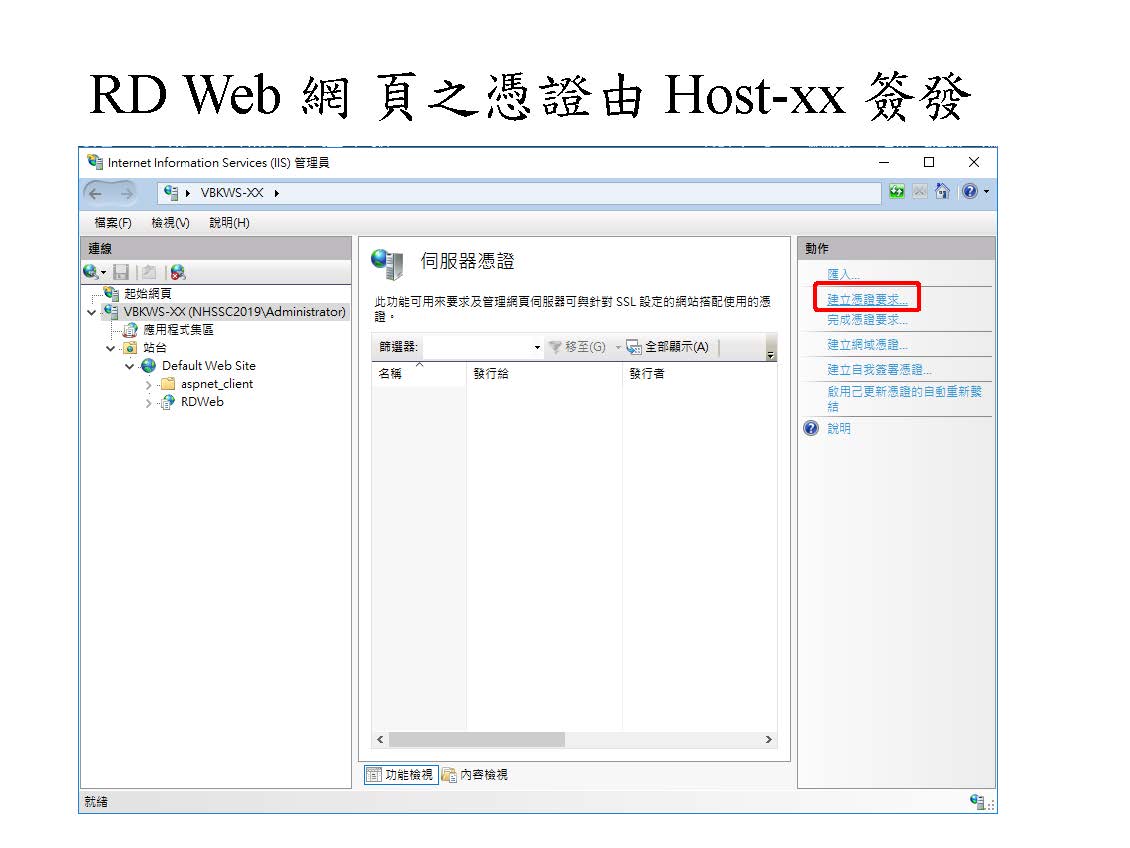 RD Web 網 頁之憑證由 Host-xx 簽發
Internet Information Services (IIS) 管理員
VBKWS-XX
檔案(F) 檢視(V) 說明(H)
連線
起始網頁
VBKWS-XX (NHSSC2019\Administrator)
應用程式集區
站台
Default Web Site
aspnet_client
RDWeb
伺服器憑證
此功能可用來要求及管理網頁伺服器可與針對 SSL 設定的網站搭配使用的憑
證。
篩選器: 移至(G) 全部顯示(A)
名稱 發行給 發行者
功能檢視 內容檢視
動作
匯入...
建立憑證要求...
完成憑證要求...
建立網域憑證...
建立自我簽署憑證...
啟用已更新憑證的自動重新繫
結
說明
就緒